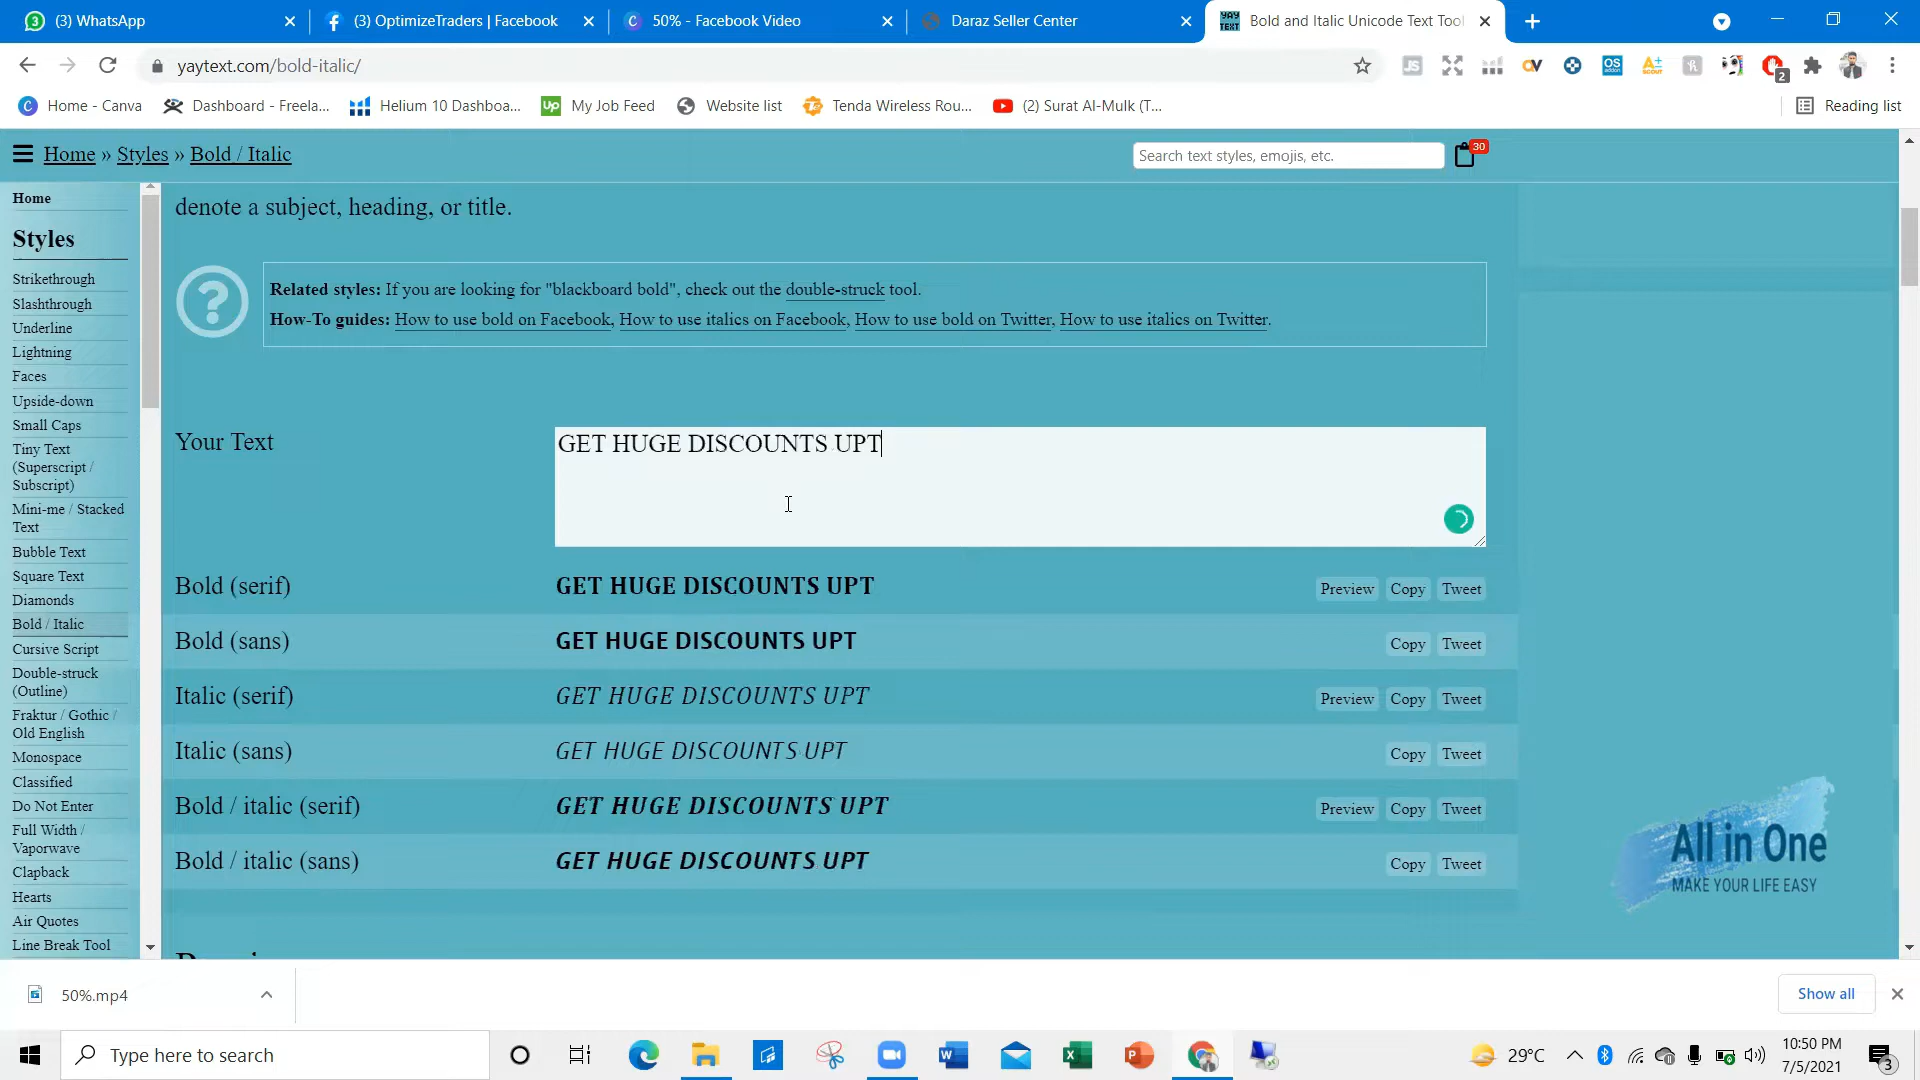 (3) WhatsApp
(3) OptimizeTraders | Facebook
50% - Facebook Video
Daraz Seller Center
Bold and Italic Unicode Text Tool
yaytext.com/bold-italic/
2
Home - Canva
Dashboard - Freela...
Helium 10 Dashboa...
My Job Feed
Website list
Tenda Wireless Rou...
(2) Surat Al-Mulk (T...
Reading list
Home » Styles » Bold / Italic
Search text styles, emojis, etc.
30
Home
Styles
Strikethrough
Slashthrough
Underline
Lightning
Faces
Upside-down
Small Caps
Tiny Text
(Superscript /
Subscript)
Mini-me / Stacked
Text
Bubble Text
Square Text
Diamonds
Bold / Italic
Cursive Script
Double-struck
(Outline)
Fraktur / Gothic /
Old English
Monospace
Classified
Do Not Enter
Full Width /
Vaporwave
Clapback
Hearts
Air Quotes
Line Break Tool
denote a subject, heading, or title.
Related styles: If you are looking for "blackboard bold", check out the double-struck tool.
How-To guides: How to use bold on Facebook, How to use italics on Facebook, How to use bold on Twitter, How to use italics on Twitter.
Your Text
GET HUGE DISCOUNTS UPT
Bold (serif)
GET HUGE DISCOUNTS UPT
Preview Copy Tweet
Bold (sans)
GET HUGE DISCOUNTS UPT
Copy Tweet
Italic (serif)
GET HUGE DISCOUNTS UPT
Preview Copy Tweet
Italic (sans)
GET HUGE DISCOUNTS UPT
Copy Tweet
Bold / italic (serif)
GET HUGE DISCOUNTS UPT
Preview Copy Tweet
Bold / italic (sans)
GET HUGE DISCOUNTS UPT
Copy Tweet
All in One
MAKE YOUR LIFE EASY
50%.mp4
Show all
Type here to search
29°C
10:50 PM
7/5/2021
3